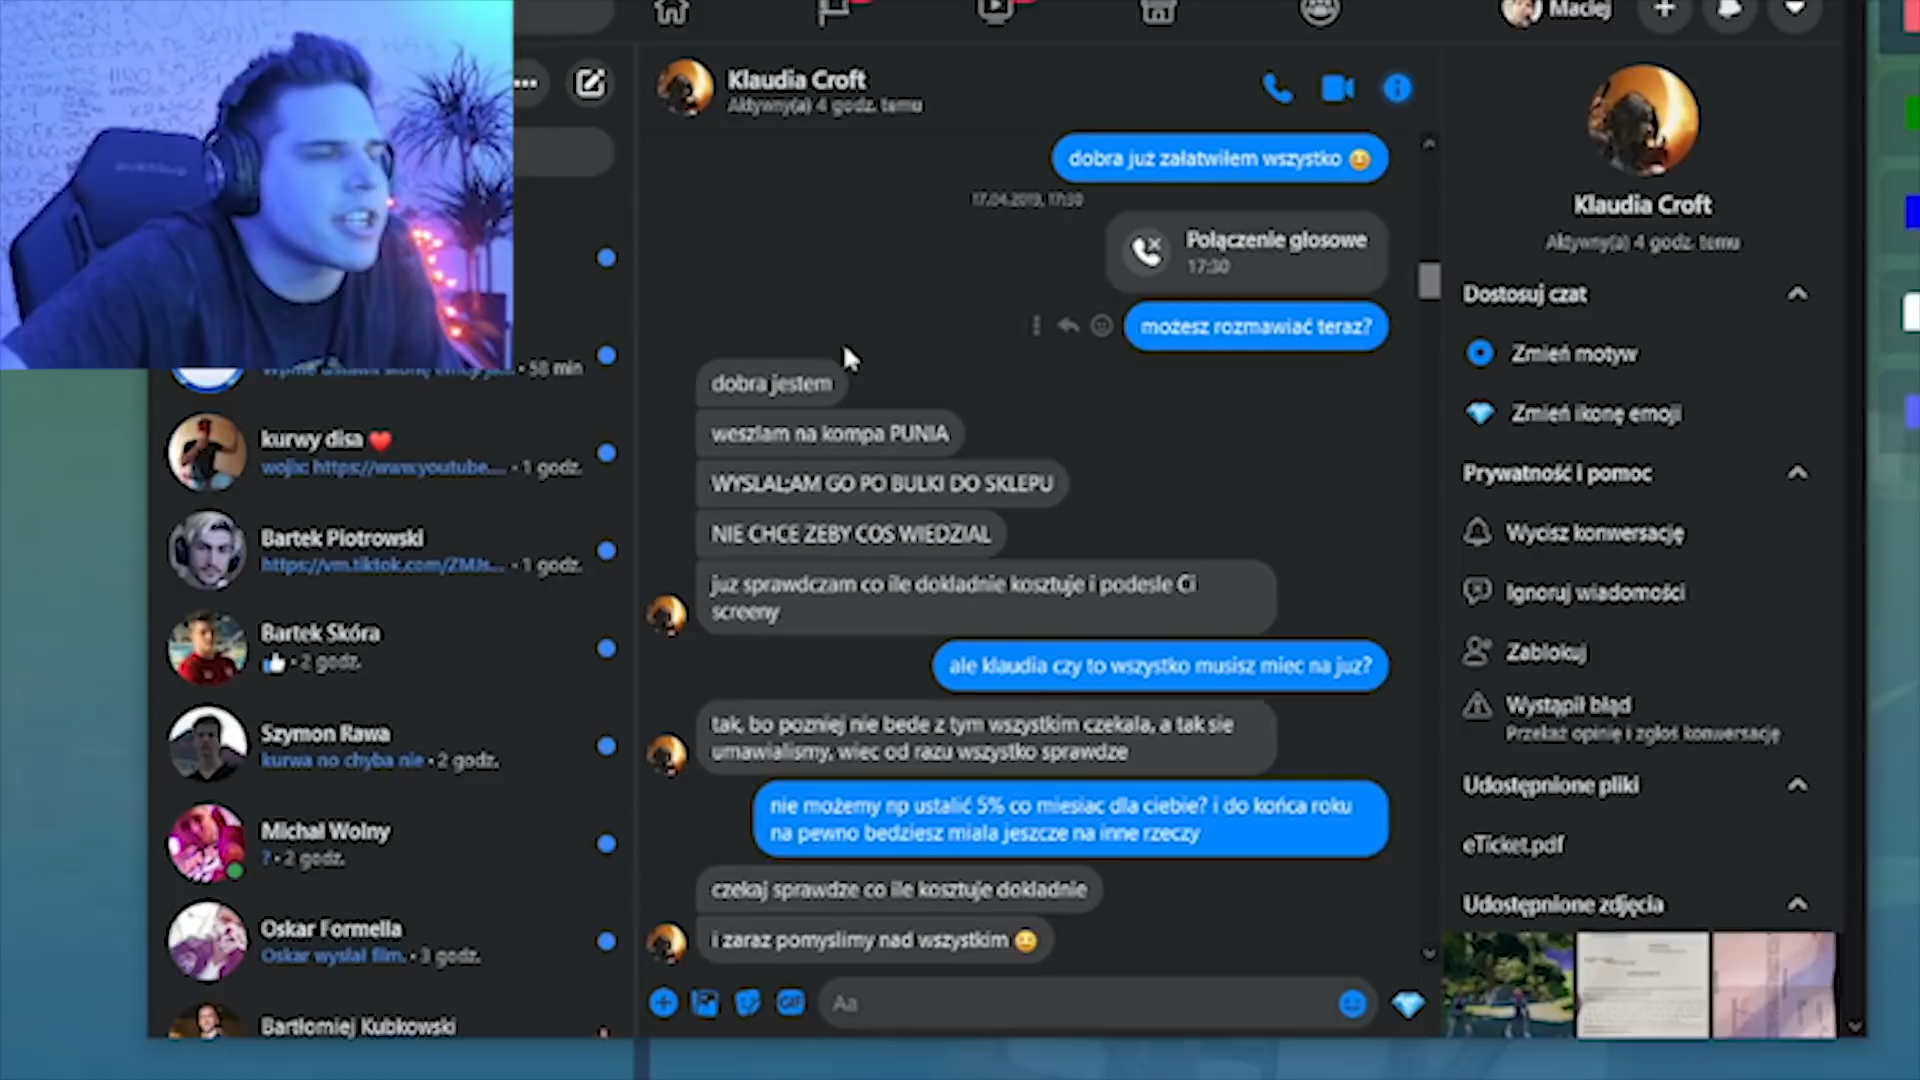 Maciej
Klaudia Croft
Aktywny(a) 4 godz. temu
dobra już załatwiłem wszystko
17.04.2019, 17:30
Połączenie głosowe
17:30
możesz rozmawiać teraz?
dobra jestem
weszlam na kompa PUNIA
WYSLAL;AM GO PO BULKI DO SKLEPU
NIE CHCE ZEBY COS WIEDZIAL
juz sprawdczam co ile dokladnie kosztuje i podesle Ci
screeny
ale klaudia czy to wszystko musisz miec na już?
tak, bo pozniej nie bede z tym wszystkim czekala, a tak sie
umawialismy, wiec od razu wszystko sprawdze
nie możemy np ustalić 5% co miesiac dla ciebie? i do końca roku
na pewno bedziesz miala jeszcze na inne rzeczy
czekaj sprawdze co ile kosztuje dokladnie
i zaraz pomyslimy nad wszystkim
Aa
GIF
58 min
kurwy disa ❤️
wojix: https://www.youtube.... · 1 godz.
Bartek Piotrowski
https://vm.tiktok.com/ZMJs... · 1 godz.
Bartek Skóra
· 2 godz.
Szymon Rawa
kurwa no chyba nie · 2 godz.
Michał Wolny
? · 2 godz.
Oskar Formella
Oskar wysłał film. · 3 godz.
Bartłomiej Kubkowski
Klaudia Croft
Aktywny(a) 4 godz. temu
Dostosuj czat
Zmień motyw
Zmień ikonę emoji
Prywatność i pomoc
Wycisz konwersację
Ignoruj wiadomości
Zablokuj
Wystąpił błąd
Przekaż opinię i zgłoś konwersację
Udostępnione pliki
eTicket.pdf
Udostępnione zdjęcia